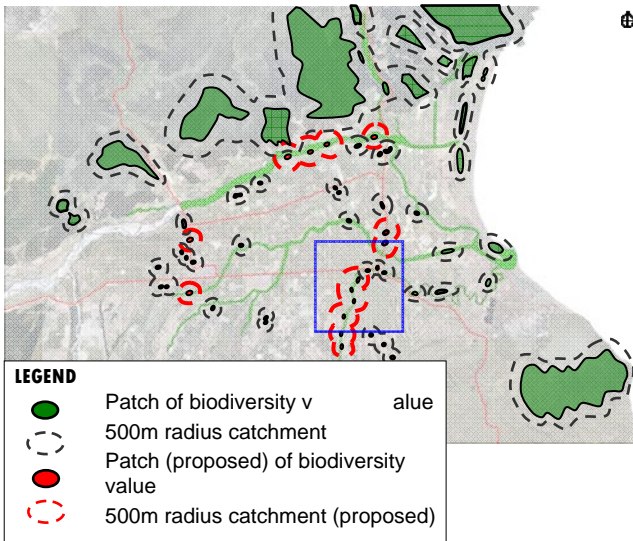 LEGEND
Patch of biodiversity v alue
500m radius catchment
Patch (proposed) of biodiversity
value
500m radius catchment (proposed)